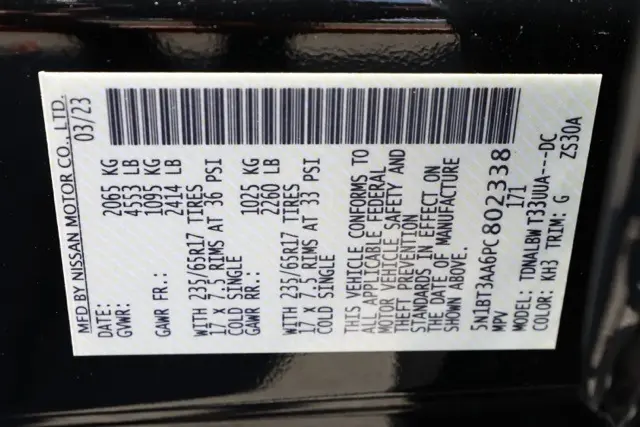 MFD BY NISSAN MOTOR CO., LTD.
DATE: 03/23
GVWR: 2065 KG
4553 LB
GAWR FR.: 1095 KG
2414 LB
WITH 235/65R17 TIRES
17 x 7.5 RIMS AT 36 PSI
COLD SINGLE
GAWR RR.: 1025 KG
2260 LB
WITH 235/65R17 TIRES
17 x 7.5 RIMS AT 33 PSI
COLD SINGLE
THIS VEHICLE CONFORMS TO
ALL APPLICABLE FEDERAL
MOTOR VEHICLE SAFETY AND
THEFT PREVENTION
STANDARDS IN EFFECT ON
THE DATE OF MANUFACTURE
SHOWN ABOVE.
5N1BT3AA6PC802338
MPV 171
MODEL: TDNALBW T33UUA---DC
COLOR: KH3 TRIM: G ZS30A